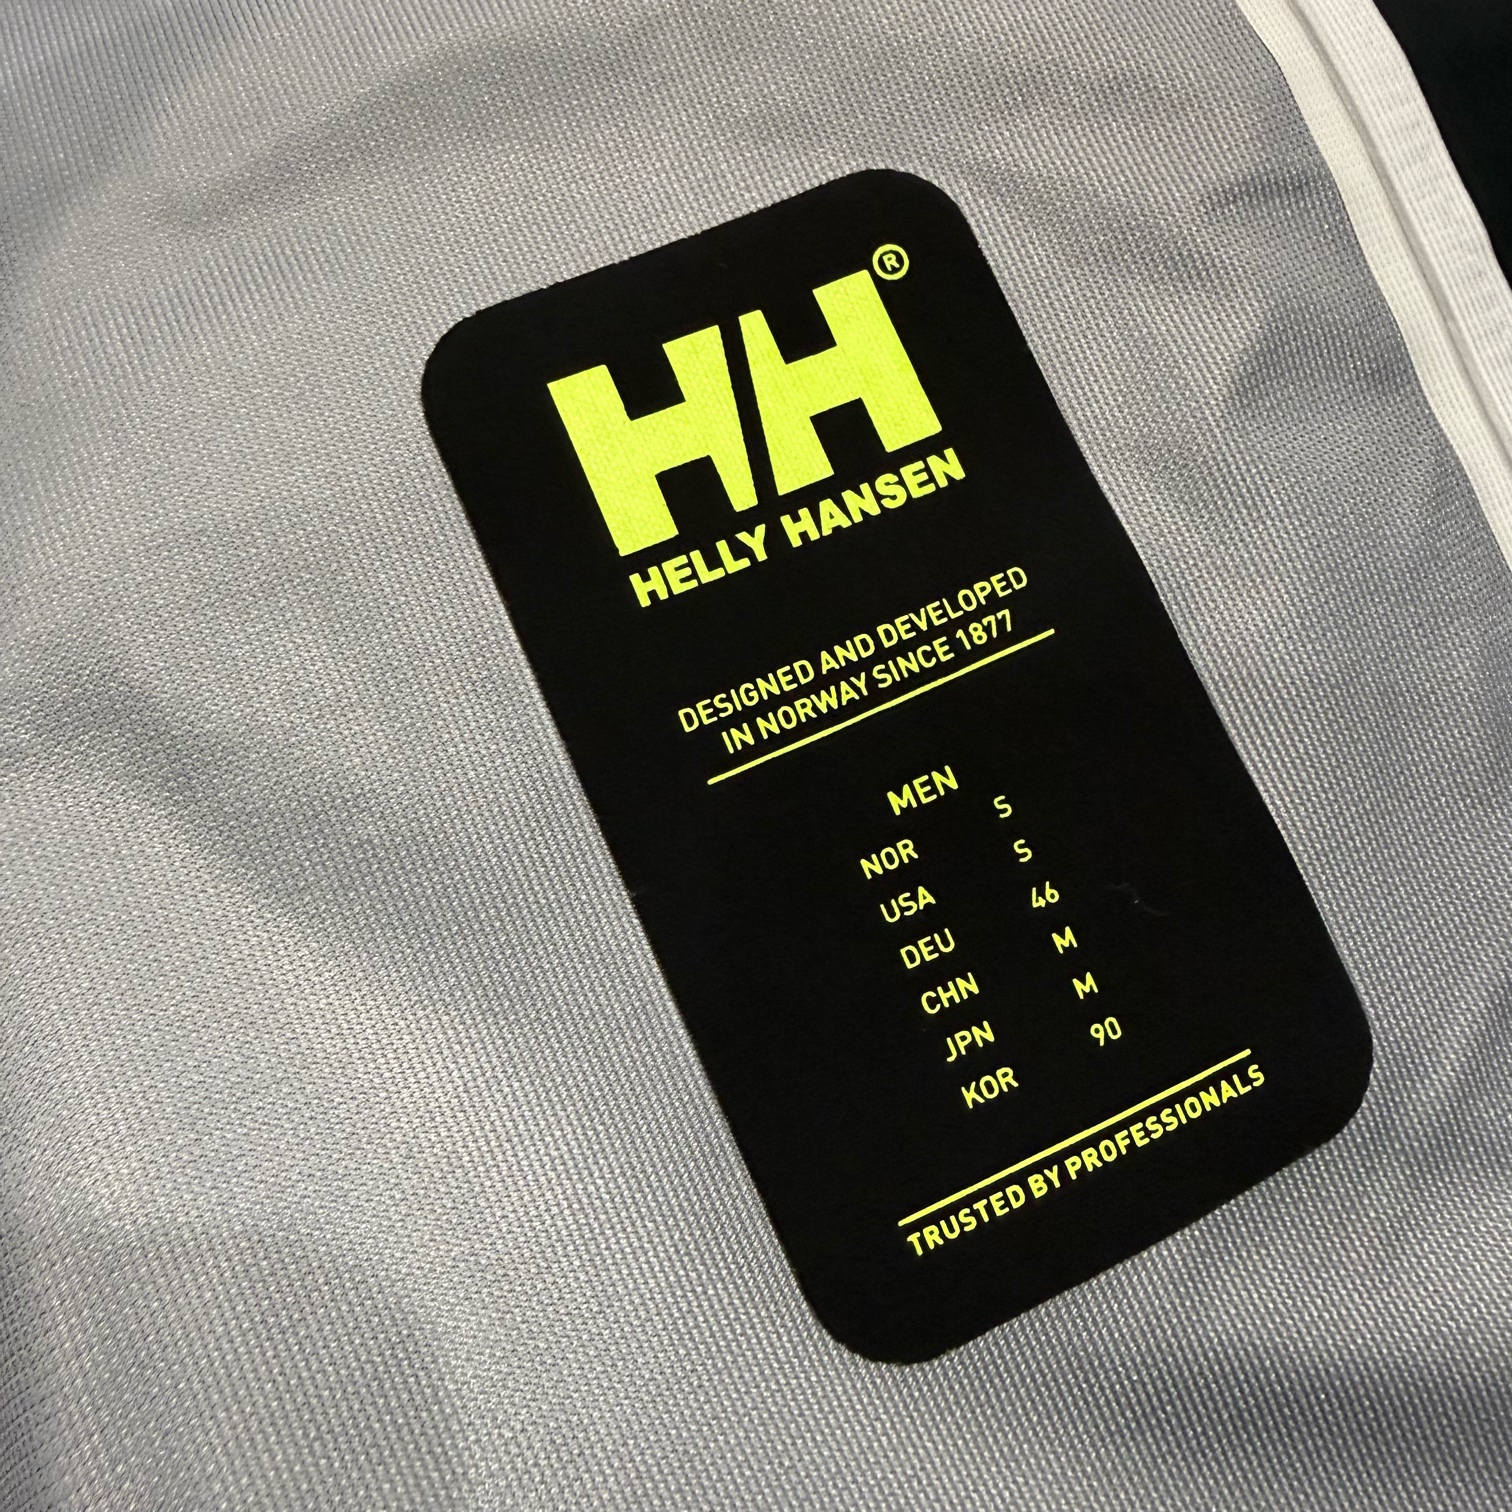 HH®
HELLY HANSEN
DESIGNED AND DEVELOPED
IN NORWAY SINCE 1877
MEN
NOR S
USA S
DEU 46
CHN M
JPN M
KOR 90
TRUSTED BY PROFESSIONALS